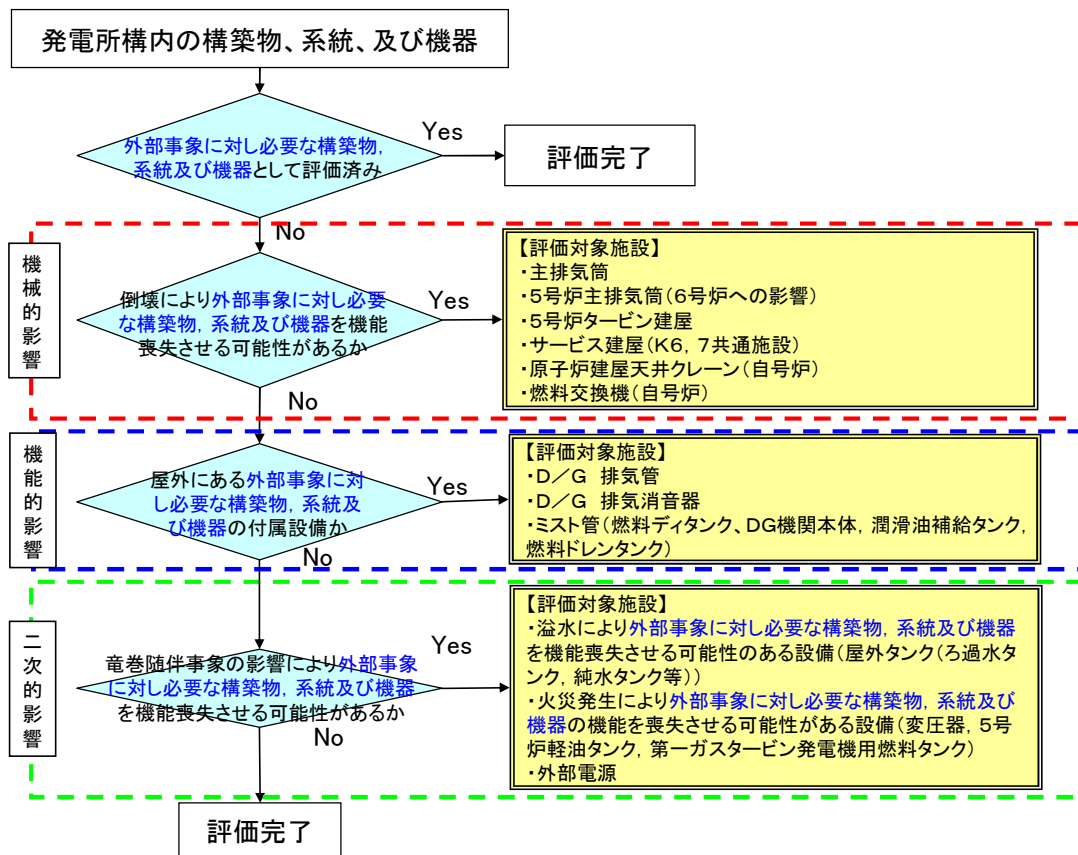 発電所構内の構築物、系統、及び機器
外部事象に対し必要な構築物,
系統及び機器として評価済み
Yes
評価完了
No
機械的影響
倒壊により外部事象に対し必要
な構築物, 系統及び機器を機能
喪失させる可能性があるか
Yes
【評価対象施設】
・主排気筒
・5号炉主排気筒(6号炉への影響)
・5号炉タービン建屋
・サービス建屋(K6, 7共通施設)
・原子炉建屋天井クレーン(自号炉)
・燃料交換機(自号炉)
No
機能的影響
屋外にある外部事象に対
し必要な構築物, 系統及
び機器の付属設備か
Yes
【評価対象施設】
・D/G 排気管
・D/G 排気消音器
・ミスト管(燃料ディタンク、DG機関本体, 潤滑油補給タンク,
燃料ドレンタンク)
No
二次的影響
竜巻随伴事象の影響により外部事象
に対し必要な構築物, 系統及び機器
を機能喪失させる可能性があるか
Yes
【評価対象施設】
・溢水により外部事象に対し必要な構築物, 系統及び機器
を機能喪失させる可能性のある設備(屋外タンク(ろ過水タ
ンク, 純水タンク等))
・火災発生により外部事象に対し必要な構築物, 系統及び
機器の機能を喪失させる可能性がある設備(変圧器, 5号
炉軽油タンク, 第一ガスタービン発電機用燃料タンク)
・外部電源
No
評価完了